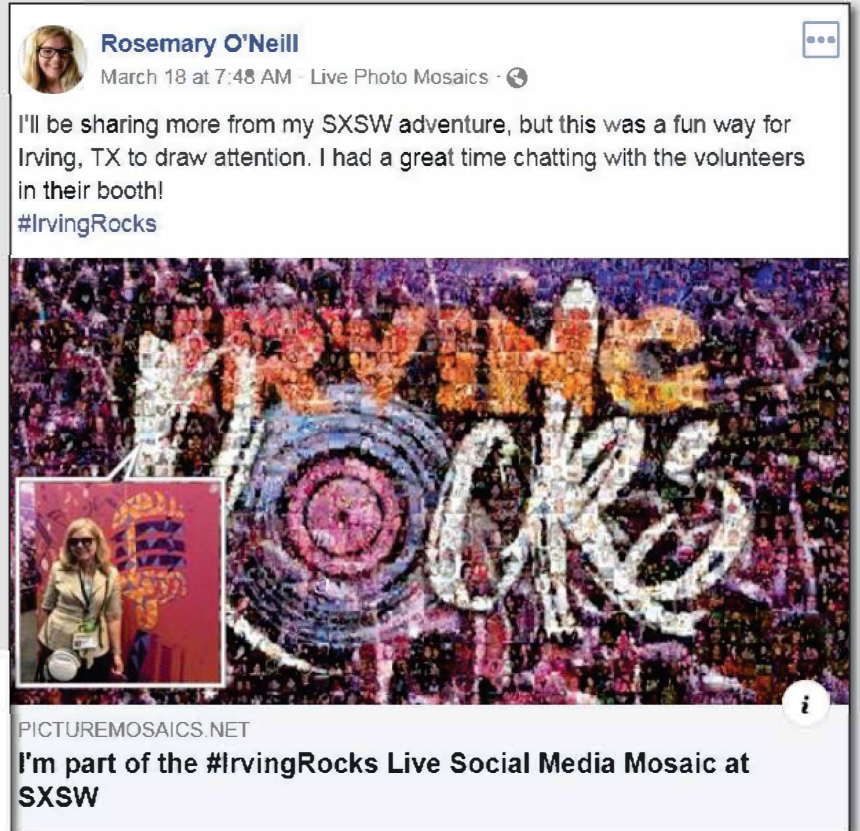 Rosemary O'Neill
March 18 at 7:48 AM · Live Photo Mosaics ·
I'll be sharing more from my SXSW adventure, but this was a fun way for
Irving, TX to draw attention. I had a great time chatting with the volunteers
in their booth!
#IrvingRocks
IRVING
rocks
i
PICTUREMOSAICS.NET
I'm part of the #IrvingRocks Live Social Media Mosaic at
SXSW